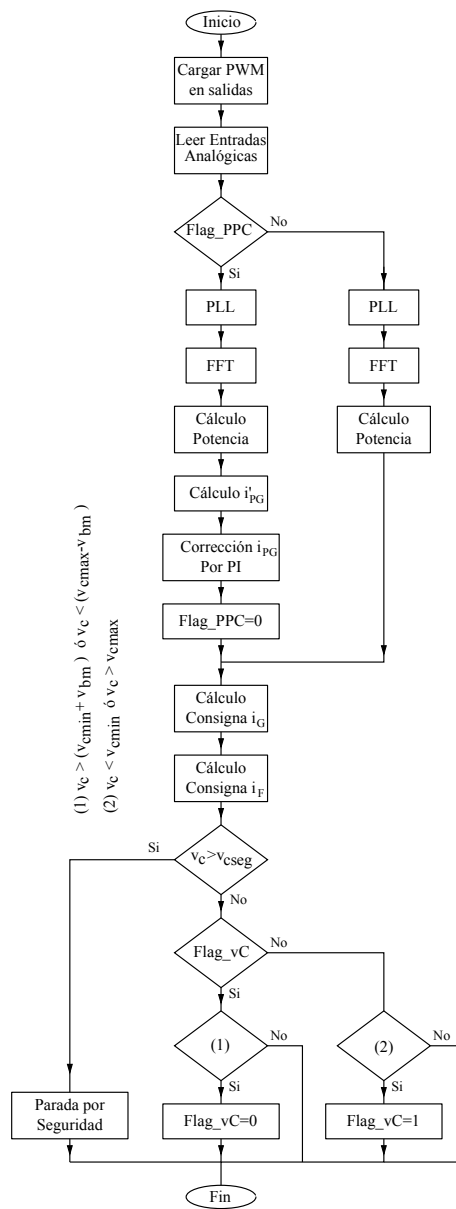 Inicio
Cargar PWM
en salidas
Leer Entradas
Analógicas
Flag_PPC
No
Si
PLL
PLL
FFT
FFT
Cálculo
Potencia
Cálculo
Potencia
Cálculo i'PG
Corrección iPG
Por PI
Flag_PPC=0
(1) vc > (vcmin+ vbm) ó vc < (vcmax-vbm)
(2) vc < vcmin ó vc > vcmax
Cálculo
Consigna iG
Cálculo
Consigna iF
Si
vc>vcseg
No
Flag_vC
No
Si
(1)
No
(2)
No
Si
Si
Parada por
Seguridad
Flag_vC=0
Flag_vC=1
Fin